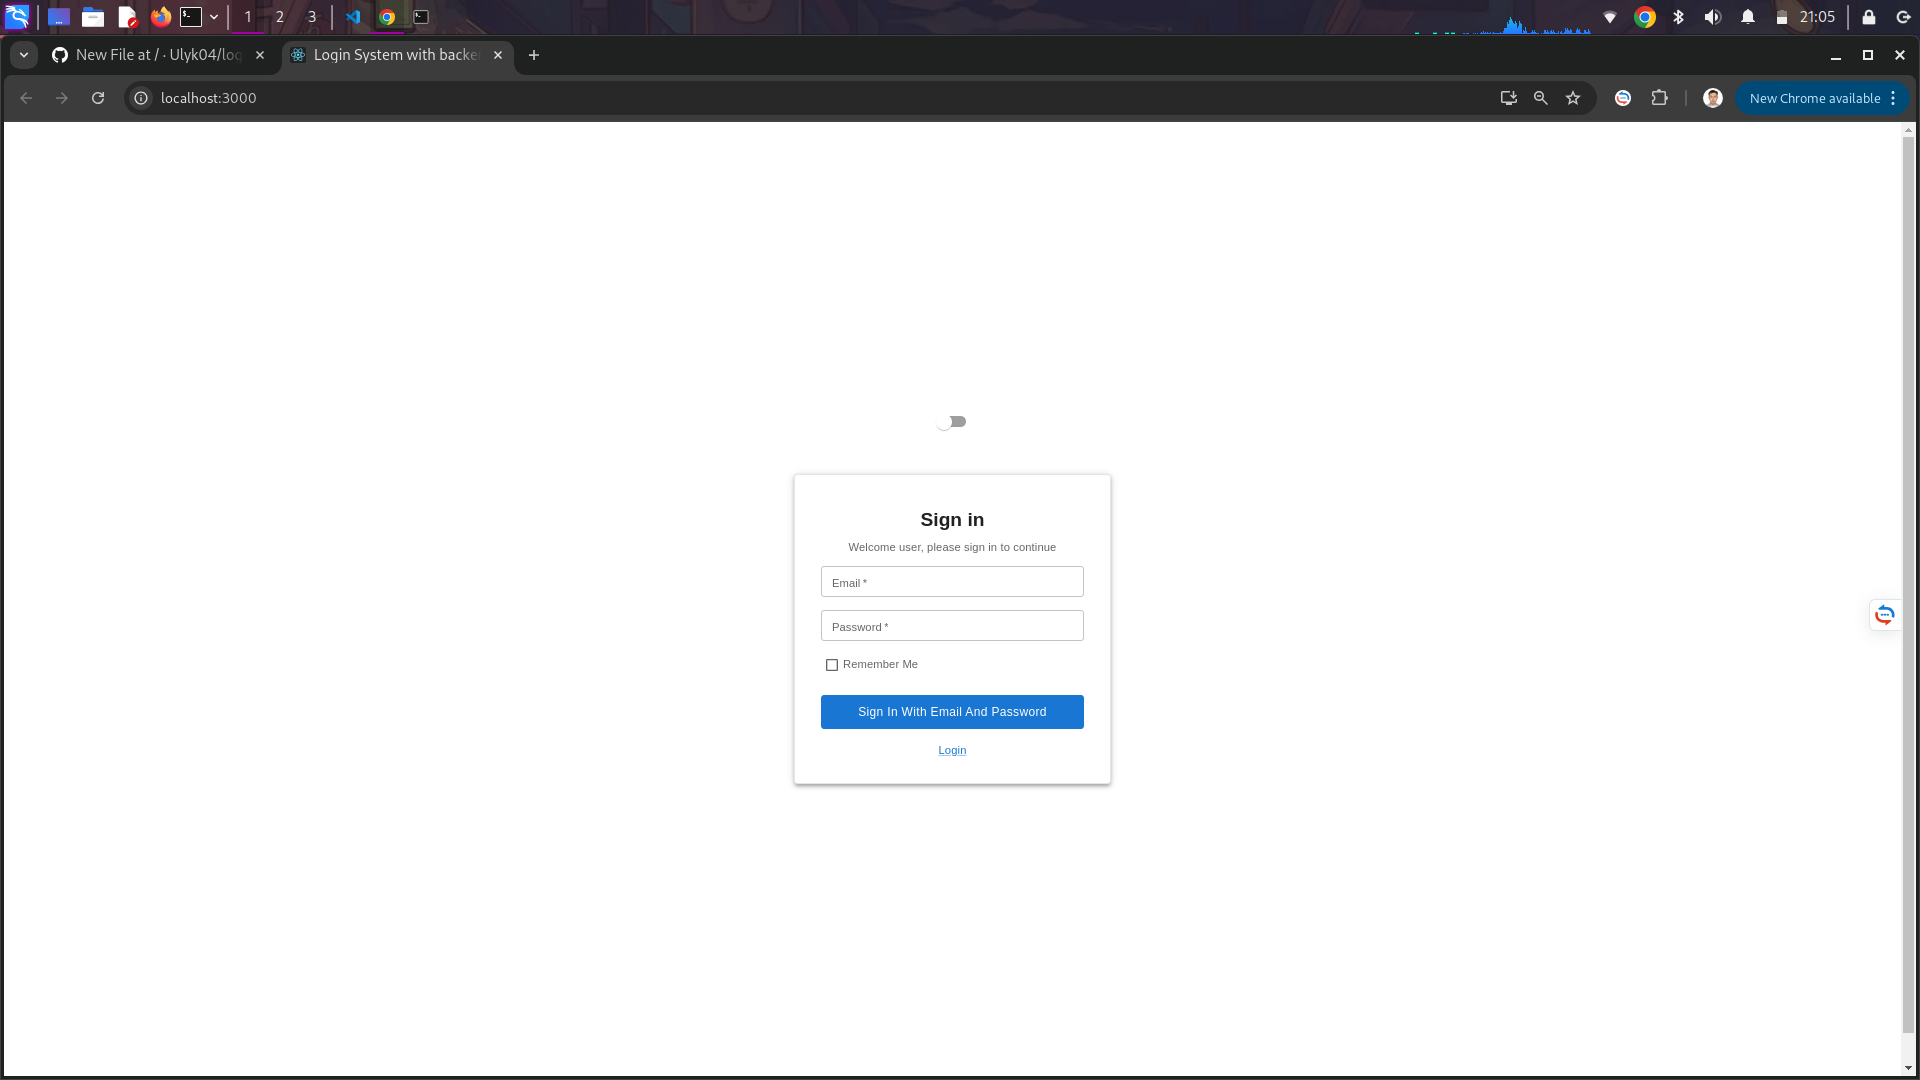 1 2 3
21:05
New File at / · Ulyk04/log
Login System with backe
localhost:3000
New Chrome available
Sign in
Welcome user, please sign in to continue
Email *
Password *
Remember Me
Sign In With Email And Password
Login